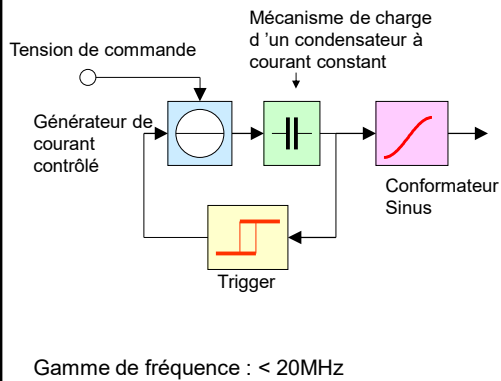 Mécanisme de charge
d 'un condensateur à
courant constant
Tension de commande
Générateur de
courant
contrôlé
Conformateur
Sinus
Trigger
Gamme de fréquence : < 20MHz